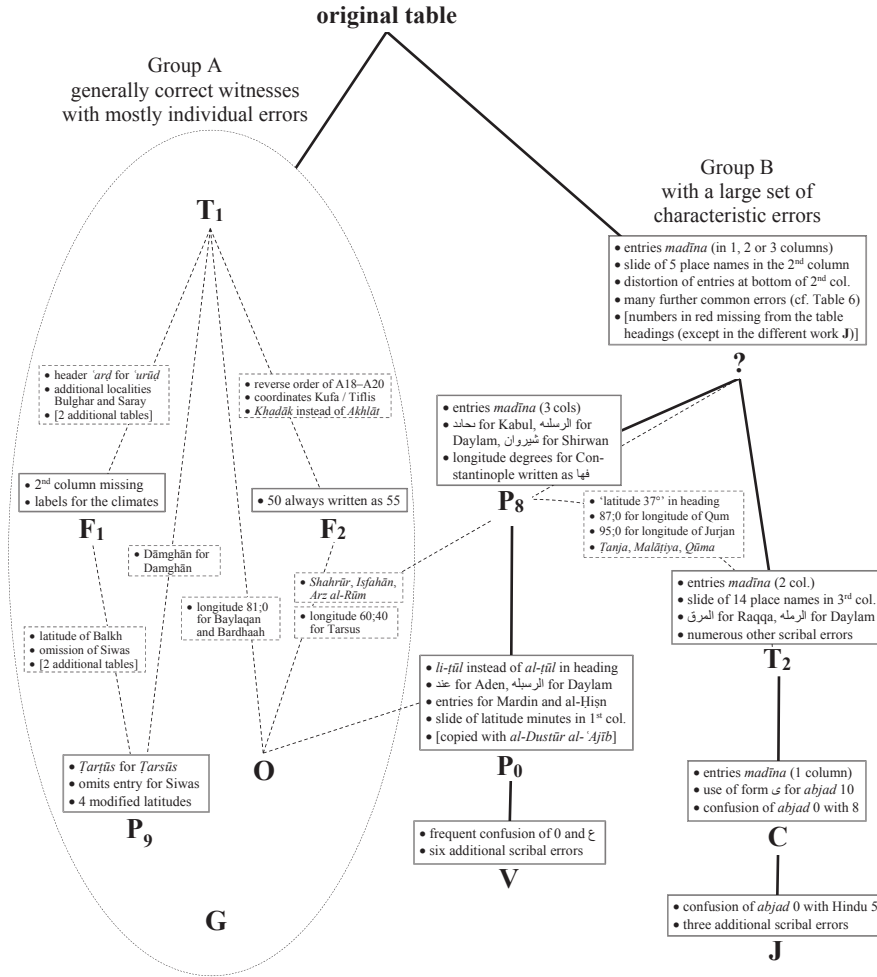 original table
Group A
generally correct witnesses
with mostly individual errors
Group B
with a large set of
characteristic errors
T1
• entries madīna (in 1, 2 or 3 columns)
• slide of 5 place names in the 2nd column
• distortion of entries at bottom of 2nd col.
• many further common errors (cf. Table 6)
• [numbers in red missing from the table
headings (except in the different work J)]
?
• header ʿarḍ for ʿurūḍ
• additional localities
Bulghar and Saray
• [2 additional tables]
• reverse order of A18–A20
• coordinates Kufa / Tiflis
• Khadāk instead of Akhlāt
• entries madīna (3 cols)
• for Kabul, الرسلىه for
Daylam, شيروان for Shirwan
• longitude degrees for Con-
stantinople written as فها
P8
• 2nd column missing
• labels for the climates
F1
• 50 always written as 55
F2
• ‘latitude 37°’ in heading
• 87;0 for longitude of Qum
• 95;0 for longitude of Jurjan
• Ṭanja, Malāṭiya, Qūma
• Dāmghān for
Damghān
• Shahrūr, Isfahān,
Arz al-Rūm
• longitude 60;40
for Tarsus
• longitude 81;0
for Baylaqan
and Bardhaah
• entries madīna (2 col.)
• slide of 14 place names in 3rd col.
• المرق for Raqqa, الرمله for Daylam
• numerous other scribal errors
T2
• latitude of Balkh
• omission of Siwas
• [2 additional tables]
• li-ṭūl instead of al-ṭūl in heading
• عند for Aden, الرسبله for Daylam
• entries for Mardin and al-Ḥiṣn
• slide of latitude minutes in 1st col.
• [copied with al-Dustūr al-ʿAjīb]
P0
• Ṭarṭūs for Ṭarsūs
• omits entry for Siwas
• 4 modified latitudes
P9
O
• entries madīna (1 column)
• use of form ى for abjad 10
• confusion of abjad 0 with 8
C
• frequent confusion of 0 and ع
• six additional scribal errors
V
• confusion of abjad 0 with Hindu 5
• three additional scribal errors
J
G